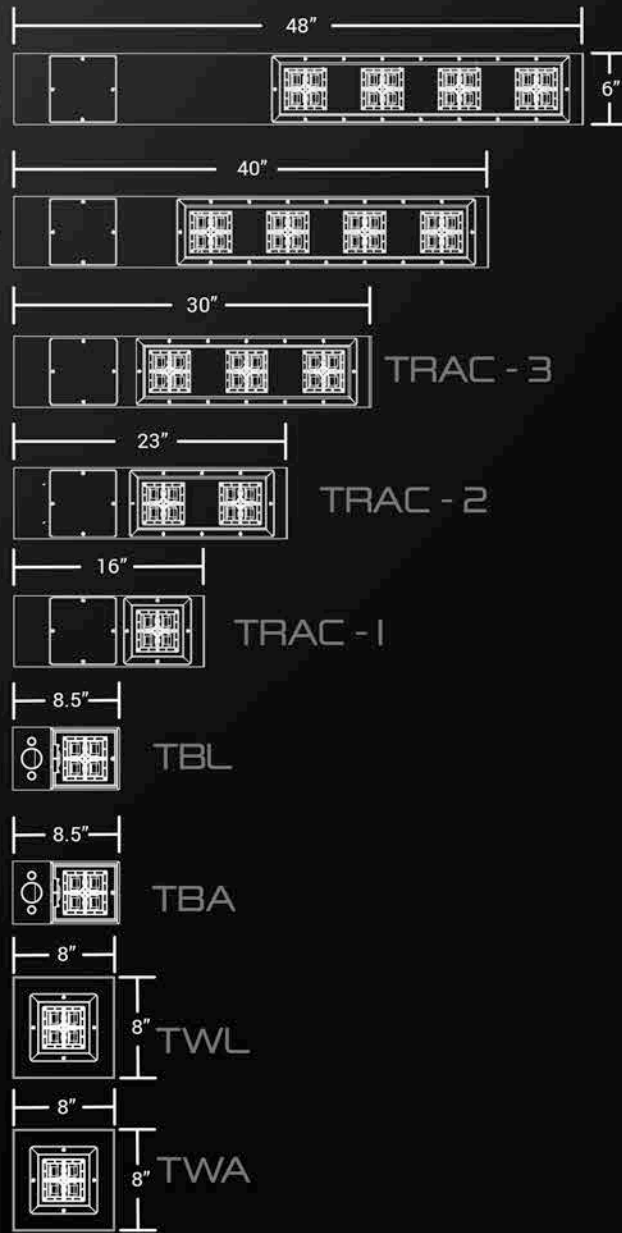 48"
6"
40"
30"
TRAC - 3
23"
TRAC - 2
16"
TRAC - 1
8.5"
TBL
8.5"
TBA
8"
8"
TWL
8"
8"
TWA